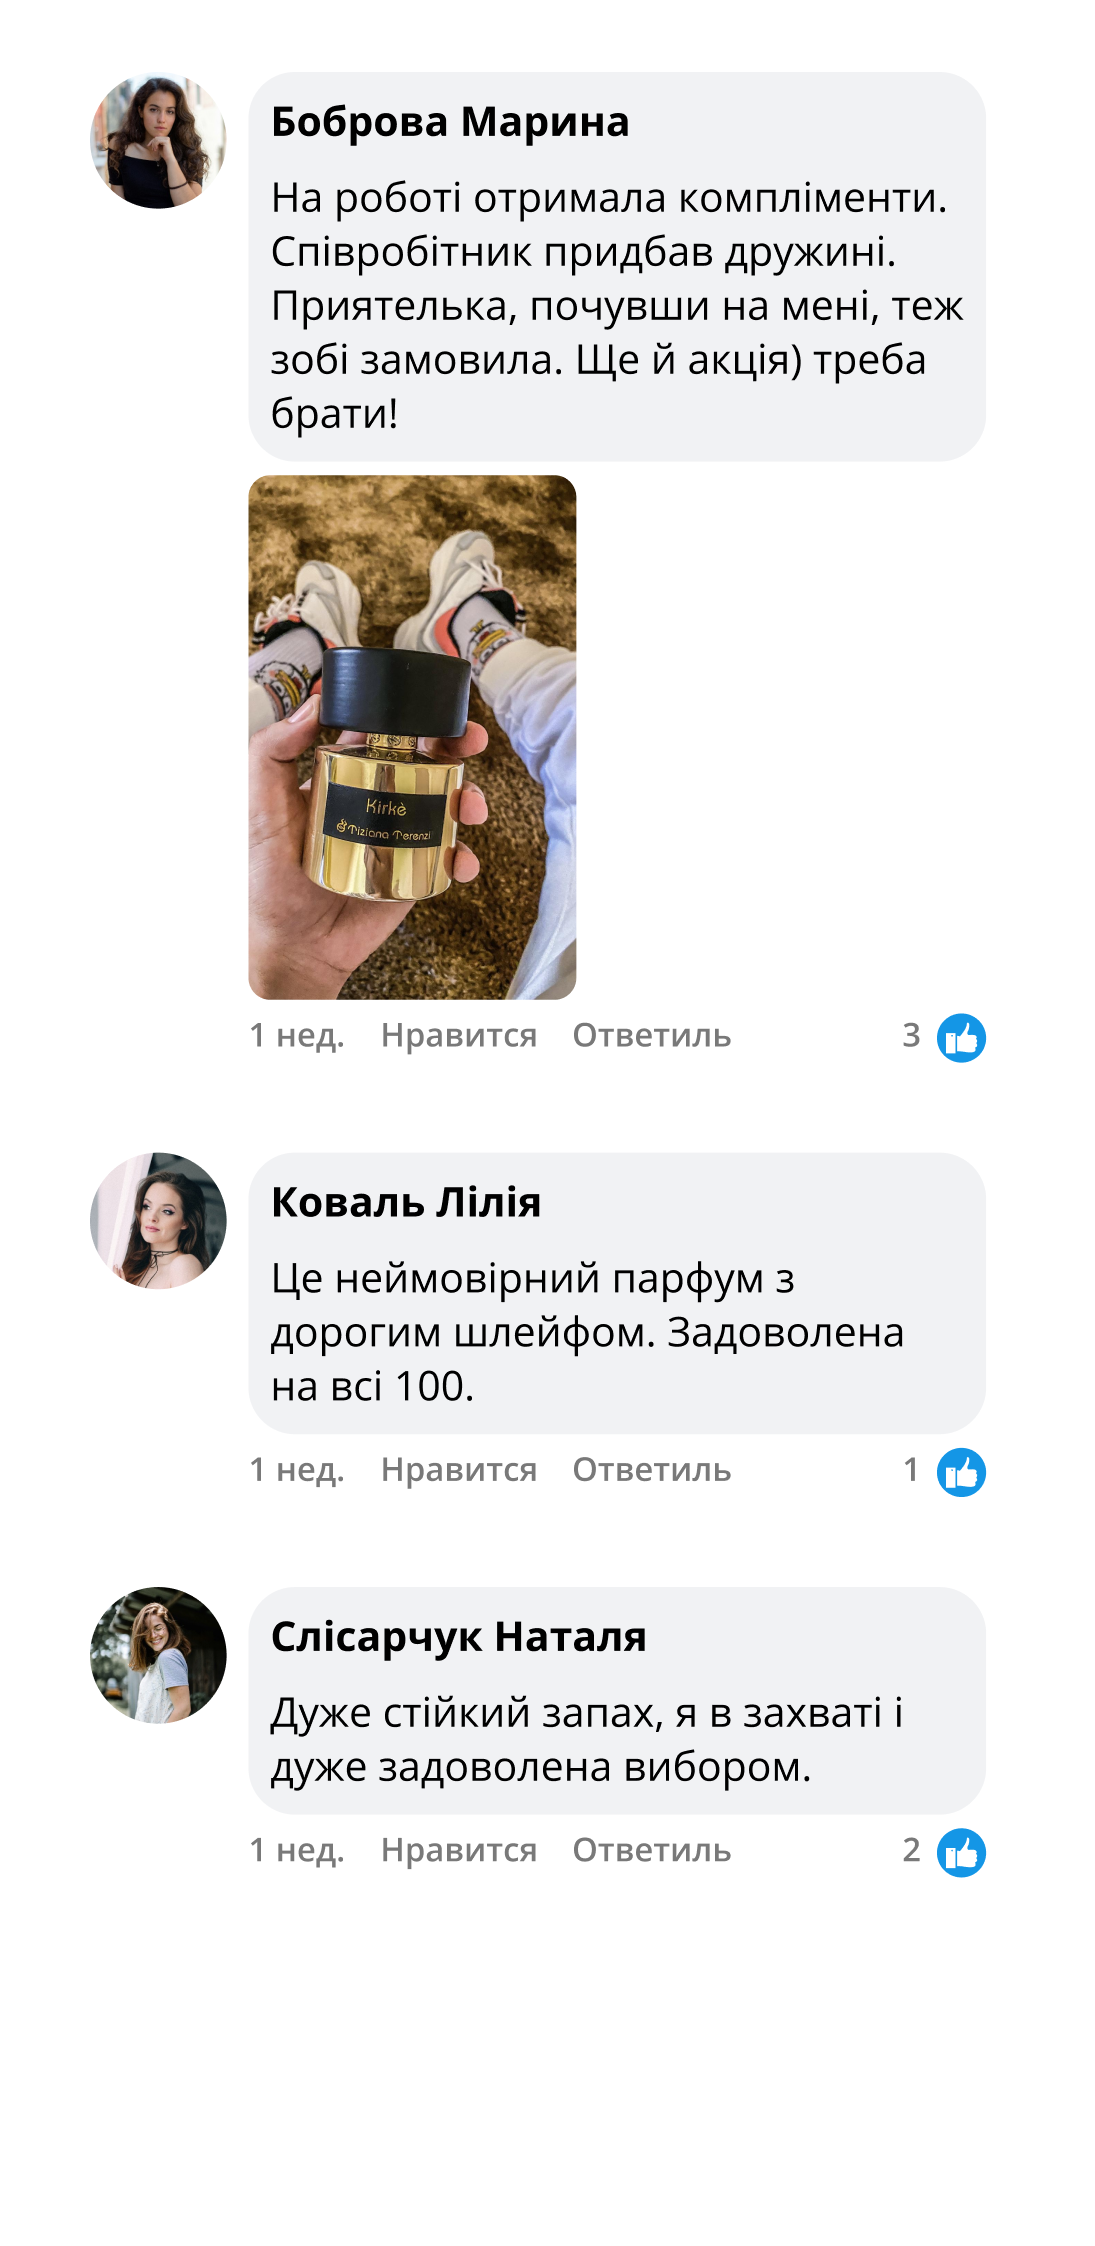 Боброва Марина
На роботі отримала компліменти.
Співробітник придбав дружині.
Приятелька, почувши на мені, теж
зобі замовила. Ще й акція) треба
брати!
Kirkè
Tiziana Terenzi
1 нед. Нравится Ответиль 3
Коваль Лілія
Це неймовірний парфум з
дорогим шлейфом. Задоволена
на всі 100.
1 нед. Нравится Ответиль 1
Слісарчук Наталя
Дуже стійкий запах, я в захваті і
дуже задоволена вибором.
1 нед. Нравится Ответиль 2